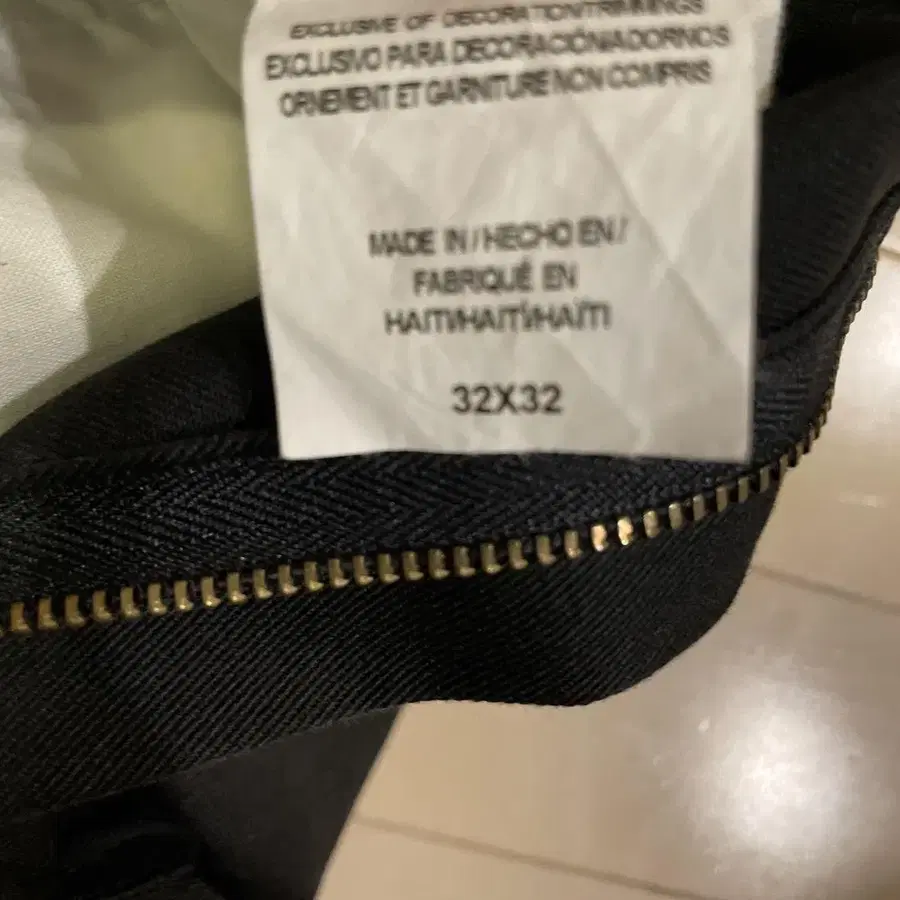 EXCLUSIVE OF DECORATION/TRIMMINGS
EXCLUSIVO PARA DECORACIÓN/ADORNOS
ORNEMENT ET GARNITURE NON COMPRIS
MADE IN / HECHO EN /
FABRIQUÉ EN
HAITI/HAITÍ/HAÏTI
32X32